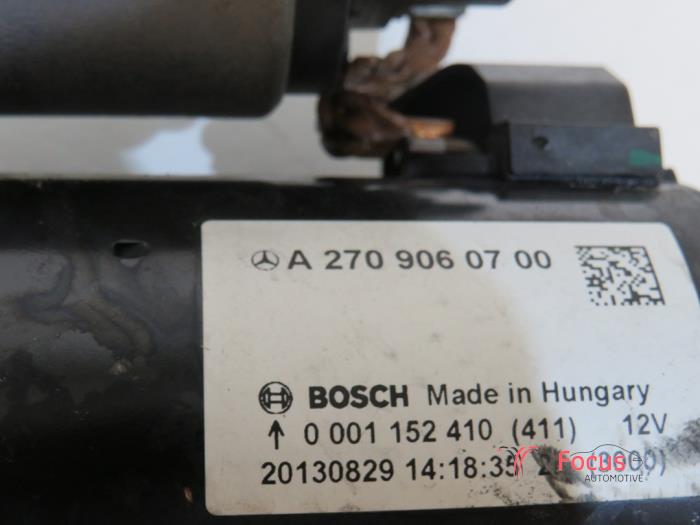 A 270 906 07 00
BOSCH Made in Hungary
0 001 152 410 (411) 12V
20130829 14:18:35
Focus
AUTOMOTIVE